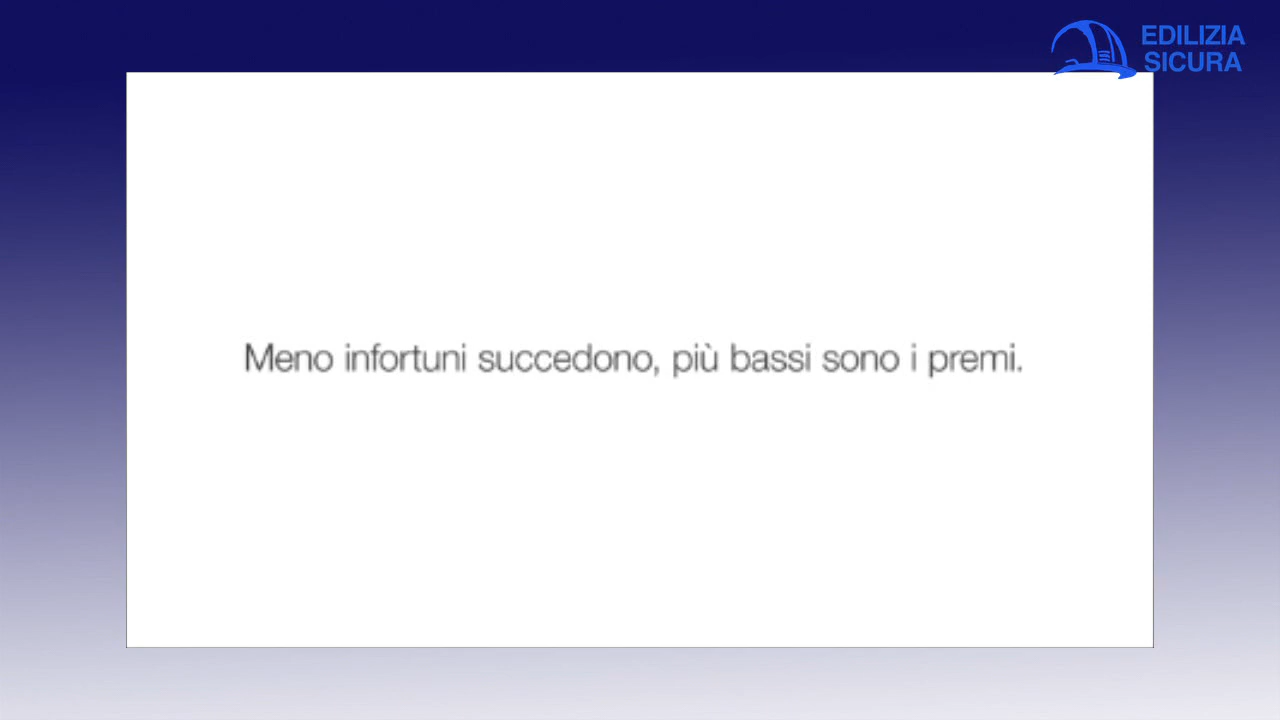 EDILIZIA
SICURA
Meno infortuni succedono, più bassi sono i premi.